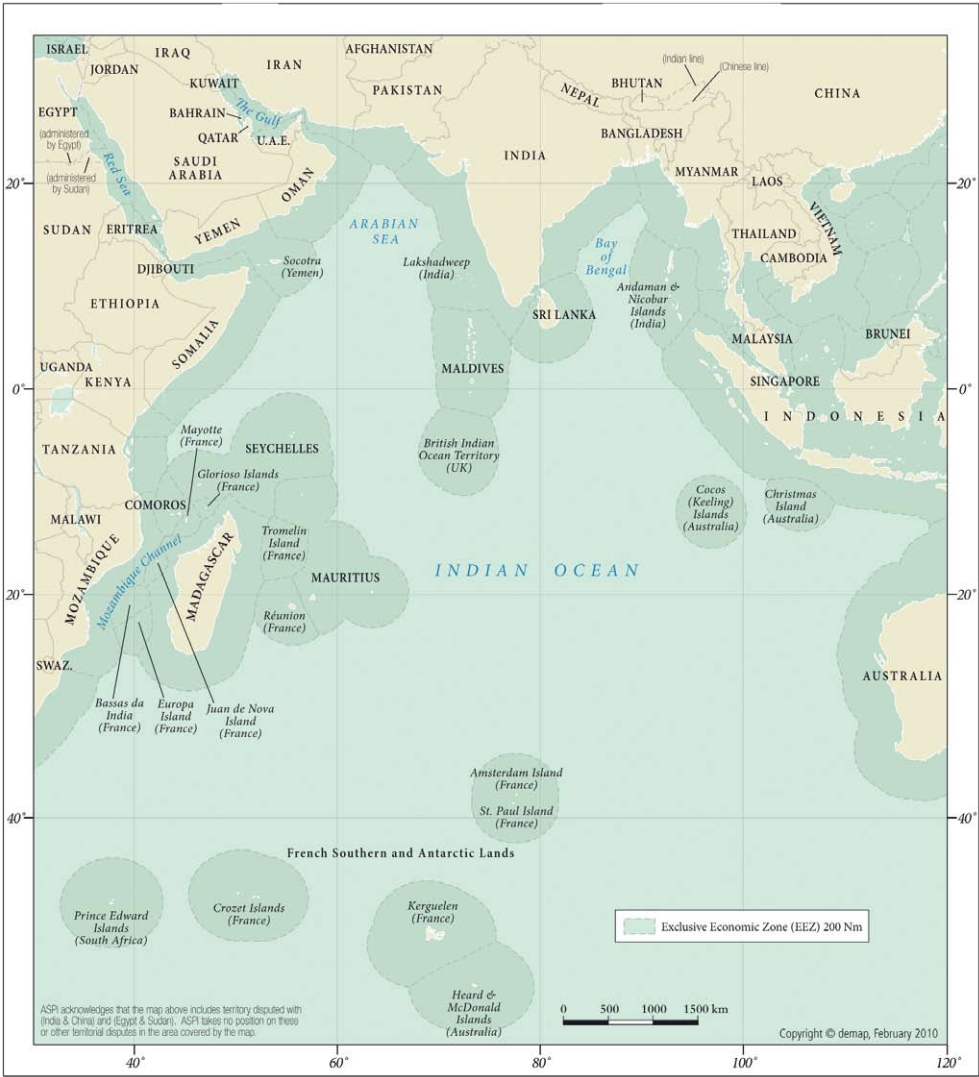 ISRAEL
JORDAN
IRAQ
IRAN
AFGHANISTAN
KUWAIT
The Gulf
PAKISTAN
BAHRAIN
QATAR
U.A.E.
EGYPT
(administered
by Egypt)
(administered
by Sudan)
Red Sea
SAUDI
ARABIA
OMAN
YEMEN
SUDAN
ERITREA
DJIBOUTI
ETHIOPIA
SOMALIA
UGANDA
KENYA
TANZANIA
MALAWI
MOZAMBIQUE
SWAZ.
NEPAL
BHUTAN
(Indian line)
(Chinese line)
CHINA
BANGLADESH
INDIA
MYANMAR
LAOS
VIETNAM
THAILAND
CAMBODIA
ARABIAN
SEA
Socotra
(Yemen)
Lakshadweep
(India)
Bay
of
Bengal
Andaman &
Nicobar
Islands
(India)
SRI LANKA
MALDIVES
MALAYSIA
BRUNEI
SINGAPORE
INDONESIA
British Indian
Ocean Territory
(UK)
Mayotte
(France)
SEYCHELLES
Glorioso Islands
(France)
COMOROS
Mozambique Channel
MADAGASCAR
Tromelin
Island
(France)
MAURITIUS
Réunion
(France)
Cocos
(Keeling)
Islands
(Australia)
Christmas
Island
(Australia)
INDIAN OCEAN
AUSTRALIA
Bassas da
India
(France)
Europa
Island
(France)
Juan de Nova
Island
(France)
Amsterdam Island
(France)
St. Paul Island
(France)
French Southern and Antarctic Lands
Prince Edward
Islands
(South Africa)
Crozet Islands
(France)
Kerguelen
(France)
Heard &
McDonald
Islands
(Australia)
Exclusive Economic Zone (EEZ) 200 Nm
0 500 1000 1500 km
ASPI acknowledges that the map above includes territory disputed with
(India & China) and (Egypt & Sudan). ASPI takes no position on these
or other territorial disputes in the area covered by the map.
Copyright © demap, February 2010
20˚
0˚
20˚
40˚
20˚
0˚
20˚
40˚
40˚
60˚
80˚
100˚
120˚